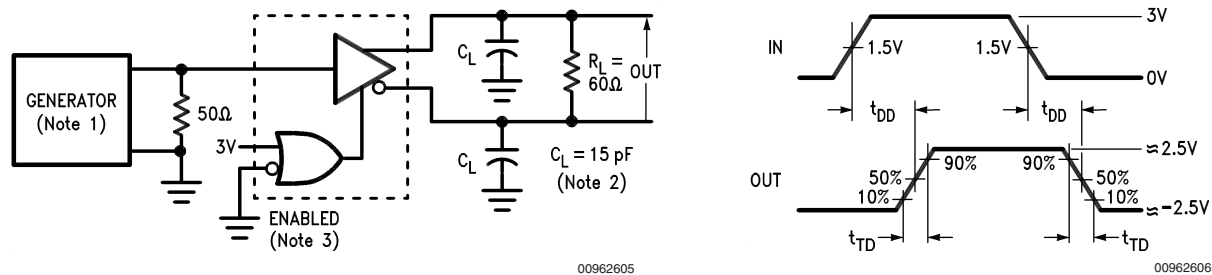 GENERATOR
(Note 1)
50Ω
3V
ENABLED
(Note 3)
C_L
R_L =
60Ω
OUT
C_L
C_L = 15 pF
(Note 2)
00962605
IN
1.5V
1.5V
3V
0V
t_DD
t_DD
OUT
90%
50%
10%
90%
50%
10%
≈2.5V
≈-2.5V
t_TD
t_TD
00962606